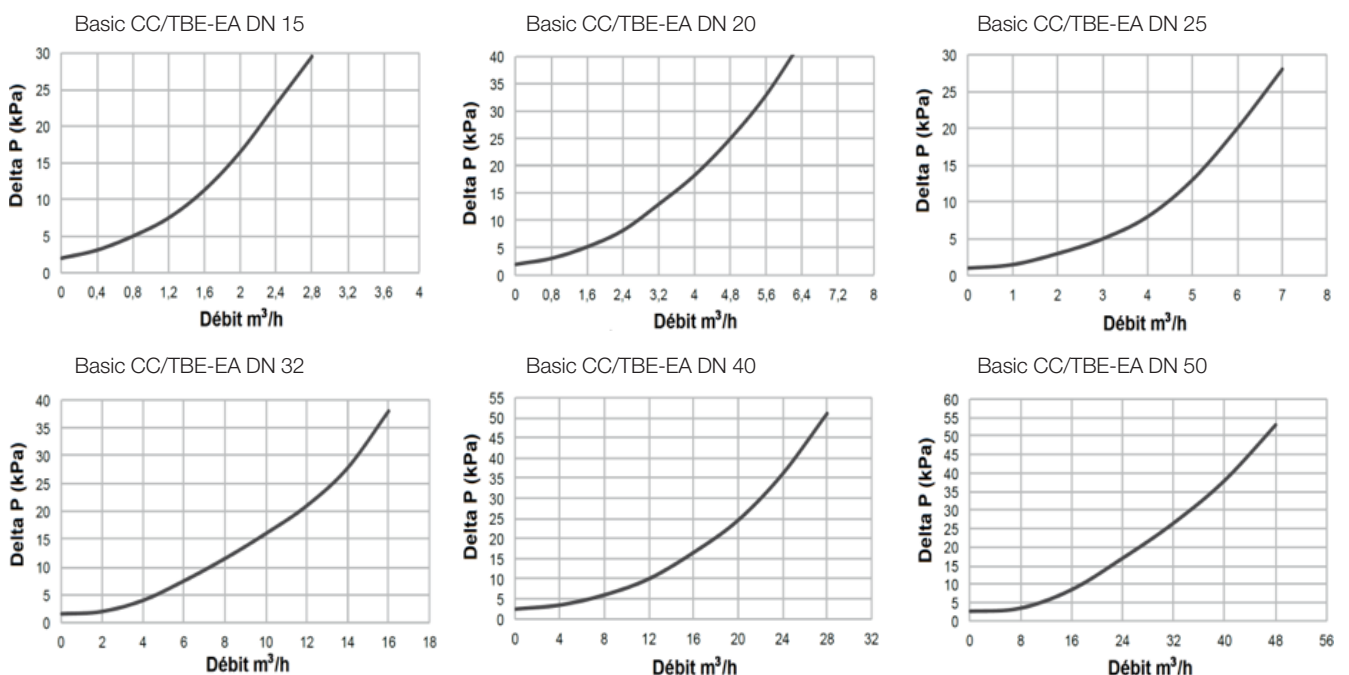 Basic CC/TBE-EA DN 15
Delta P (kPa)
30
25
20
15
10
5
0
0 0,4 0,8 1,2 1,6 2 2,4 2,8 3,2 3,6 4
Débit m³/h
Basic CC/TBE-EA DN 20
Delta P (kPa)
40
35
30
25
20
15
10
5
0
0 0,8 1,6 2,4 3,2 4 4,8 5,6 6,4 7,2 8
Débit m³/h
Basic CC/TBE-EA DN 25
Delta P (kPa)
30
25
20
15
10
5
0
0 1 2 3 4 5 6 7 8
Débit m³/h
Basic CC/TBE-EA DN 32
Delta P (kPa)
40
35
30
25
20
15
10
5
0
0 2 4 6 8 10 12 14 16 18
Débit m³/h
Basic CC/TBE-EA DN 40
Delta P (kPa)
55
50
45
40
35
30
25
20
15
10
5
0
0 4 8 12 16 20 24 28 32
Débit m³/h
Basic CC/TBE-EA DN 50
Delta P (kPa)
60
55
50
45
40
35
30
25
20
15
10
5
0
0 8 16 24 32 40 48 56
Débit m³/h